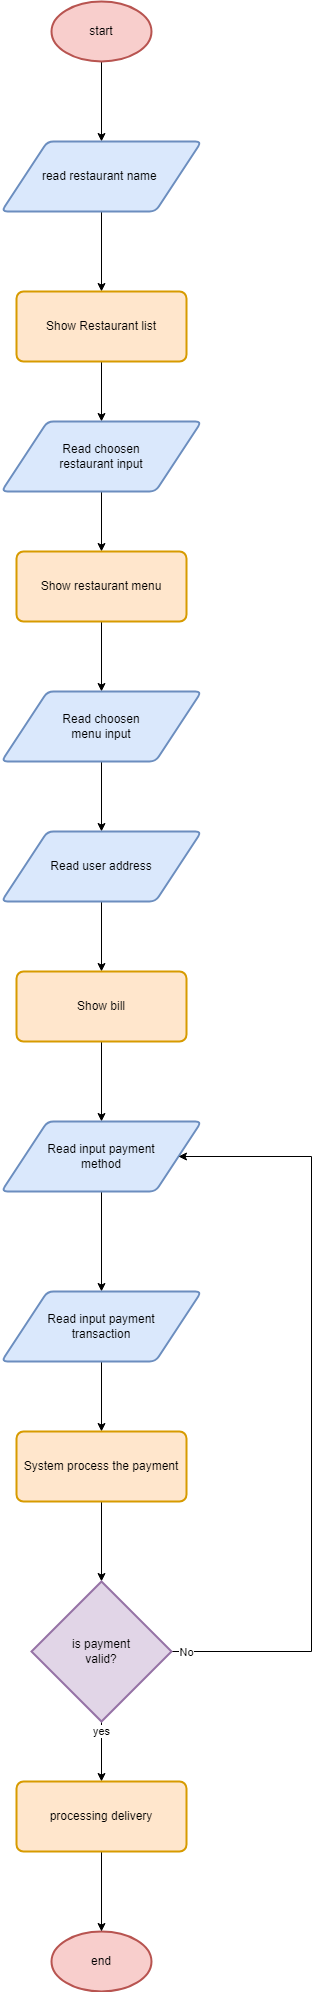 start
read restaurant name
Show Restaurant list
Read choosen
restaurant input
Show restaurant menu
Read choosen
menu input
Read user address
Show bill
Read input payment
method
Read input payment
transaction
System process the payment
is payment
valid?
No
yes
processing delivery
end